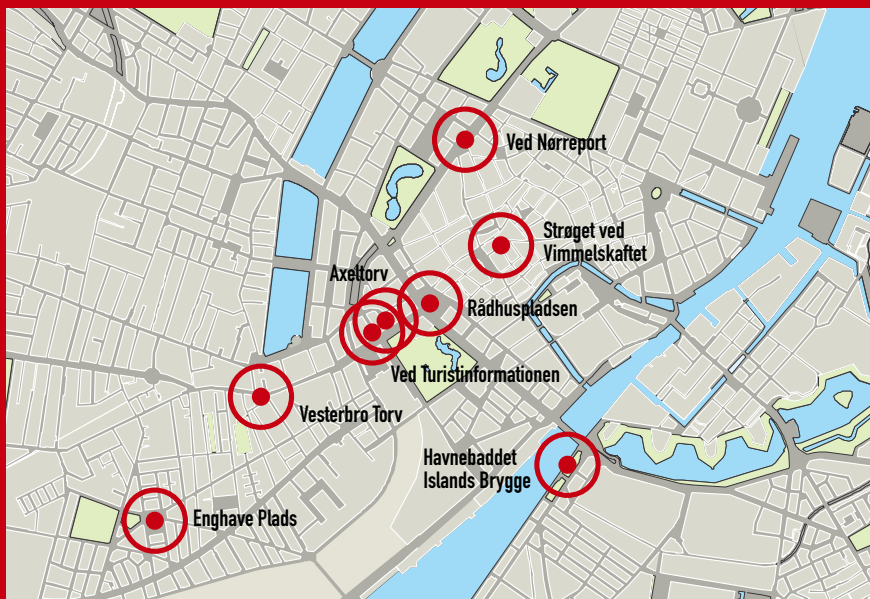 Ved Nørreport
Strøget ved
Vimmelskaftet
Axeltorv
Rådhuspladsen
Ved Turistinformationen
Vesterbro Torv
Havnebaddet
Islands Brygge
Enghave Plads